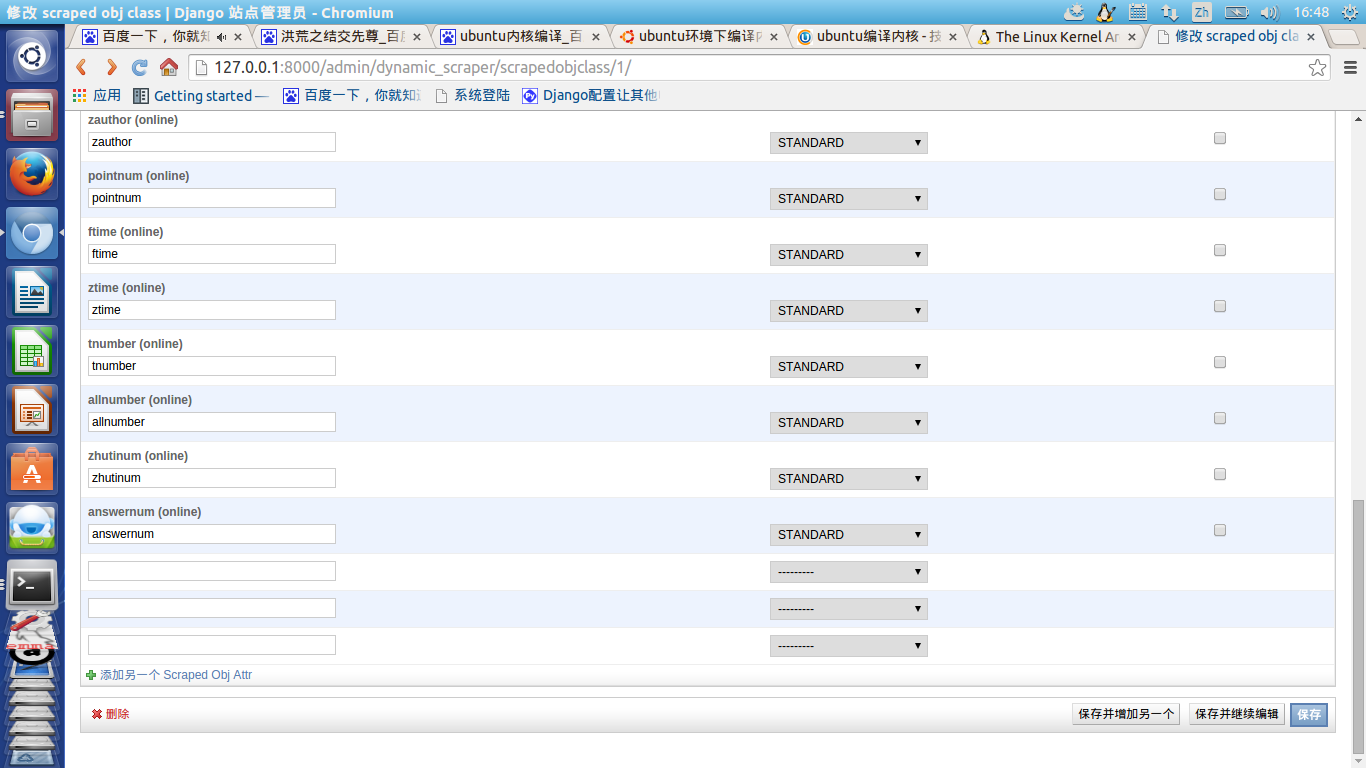 修改 scraped obj class | Django 站点管理员 - Chromium
Zh
16:48
百度一下，你就知
洪荒之结交先尊_百度
ubuntu内核编译_百
ubuntu环境下编译内
ubuntu编译内核 - 技
The Linux Kernel Ar
修改 scraped obj cla
127.0.0.1:8000/admin/dynamic_scraper/scrapedobjclass/1/
应用
Getting started —
百度一下，你就知道
系统登陆
Django配置让其他
zauthor (online)
zauthor STANDARD
pointnum (online)
pointnum STANDARD
ftime (online)
ftime STANDARD
ztime (online)
ztime STANDARD
tnumber (online)
tnumber STANDARD
allnumber (online)
allnumber STANDARD
zhutinum (online)
zhutinum STANDARD
answernum (online)
answernum STANDARD
---------
---------
---------
添加另一个 Scraped Obj Attr
删除
保存并增加另一个
保存并继续编辑
保存